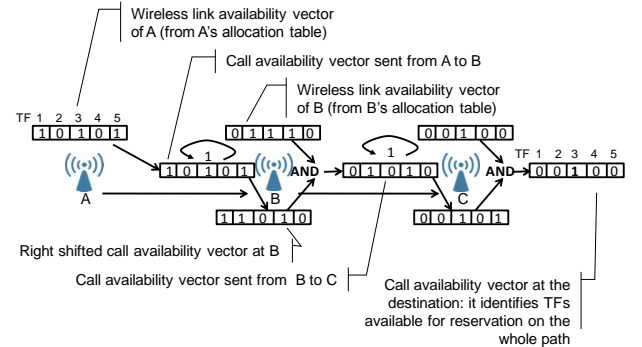 Wireless link availability vector
of A (from A's allocation table)
Call availability vector sent from A to B
Wireless link availability vector
of B (from B's allocation table)
TF 1 2 3 4 5
1 0 1 0 1
0 1 1 1 0
0 0 1 0 0
1
1
TF 1 2 3 4 5
1 0 1 0 1
AND
0 1 0 1 0
AND
0 0 1 0 0
A
B
C
1 1 0 1 0
0 0 1 0 1
Right shifted call availability vector at B
Call availability vector sent from B to C
Call availability vector at the
destination: it identifies TFs
available for reservation on the
whole path